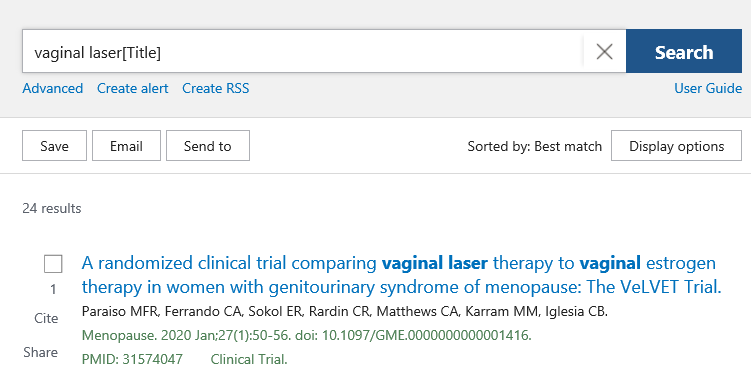 vaginal laser[Title]
Search
Advanced Create alert Create RSS User Guide
Save Email Send to Sorted by: Best match Display options
24 results
A randomized clinical trial comparing vaginal laser therapy to vaginal estrogen
1 therapy in women with genitourinary syndrome of menopause: The VeLVET Trial.
Cite Paraiso MFR, Ferrando CA, Sokol ER, Rardin CR, Matthews CA, Karram MM, Iglesia CB.
Menopause. 2020 Jan;27(1):50-56. doi: 10.1097/GME.0000000000001416.
Share PMID: 31574047 Clinical Trial.